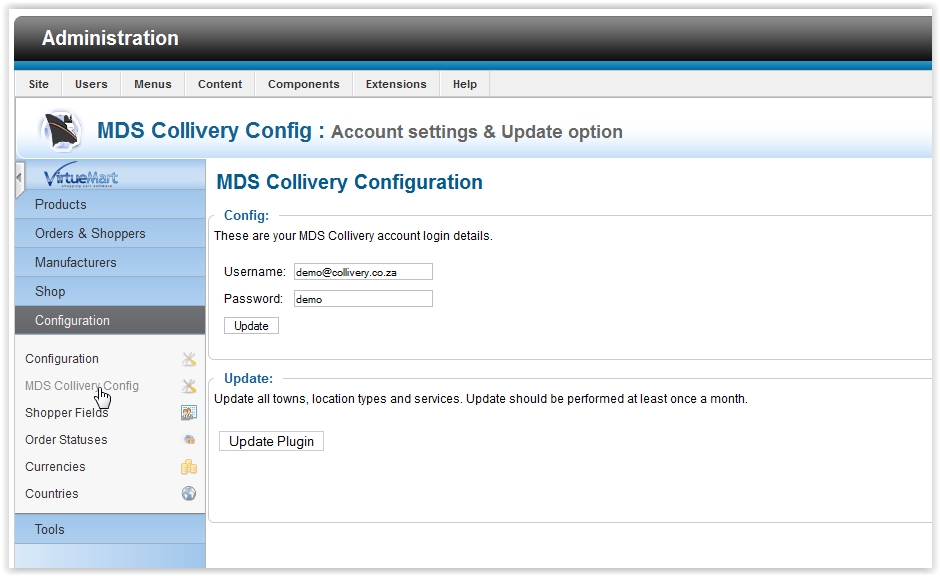 Administration
Site Users Menus Content Components Extensions Help
MDS Collivery Config : Account settings & Update option
VirtueMart
shopping cart software
Products
Orders & Shoppers
Manufacturers
Shop
Configuration
Configuration
MDS Collivery Config
Shopper Fields
Order Statuses
Currencies
Countries
Tools
MDS Collivery Configuration
Config:
These are your MDS Collivery account login details.
Username: demo@collivery.co.za
Password: demo
Update
Update:
Update all towns, location types and services. Update should be performed at least once a month.
Update Plugin